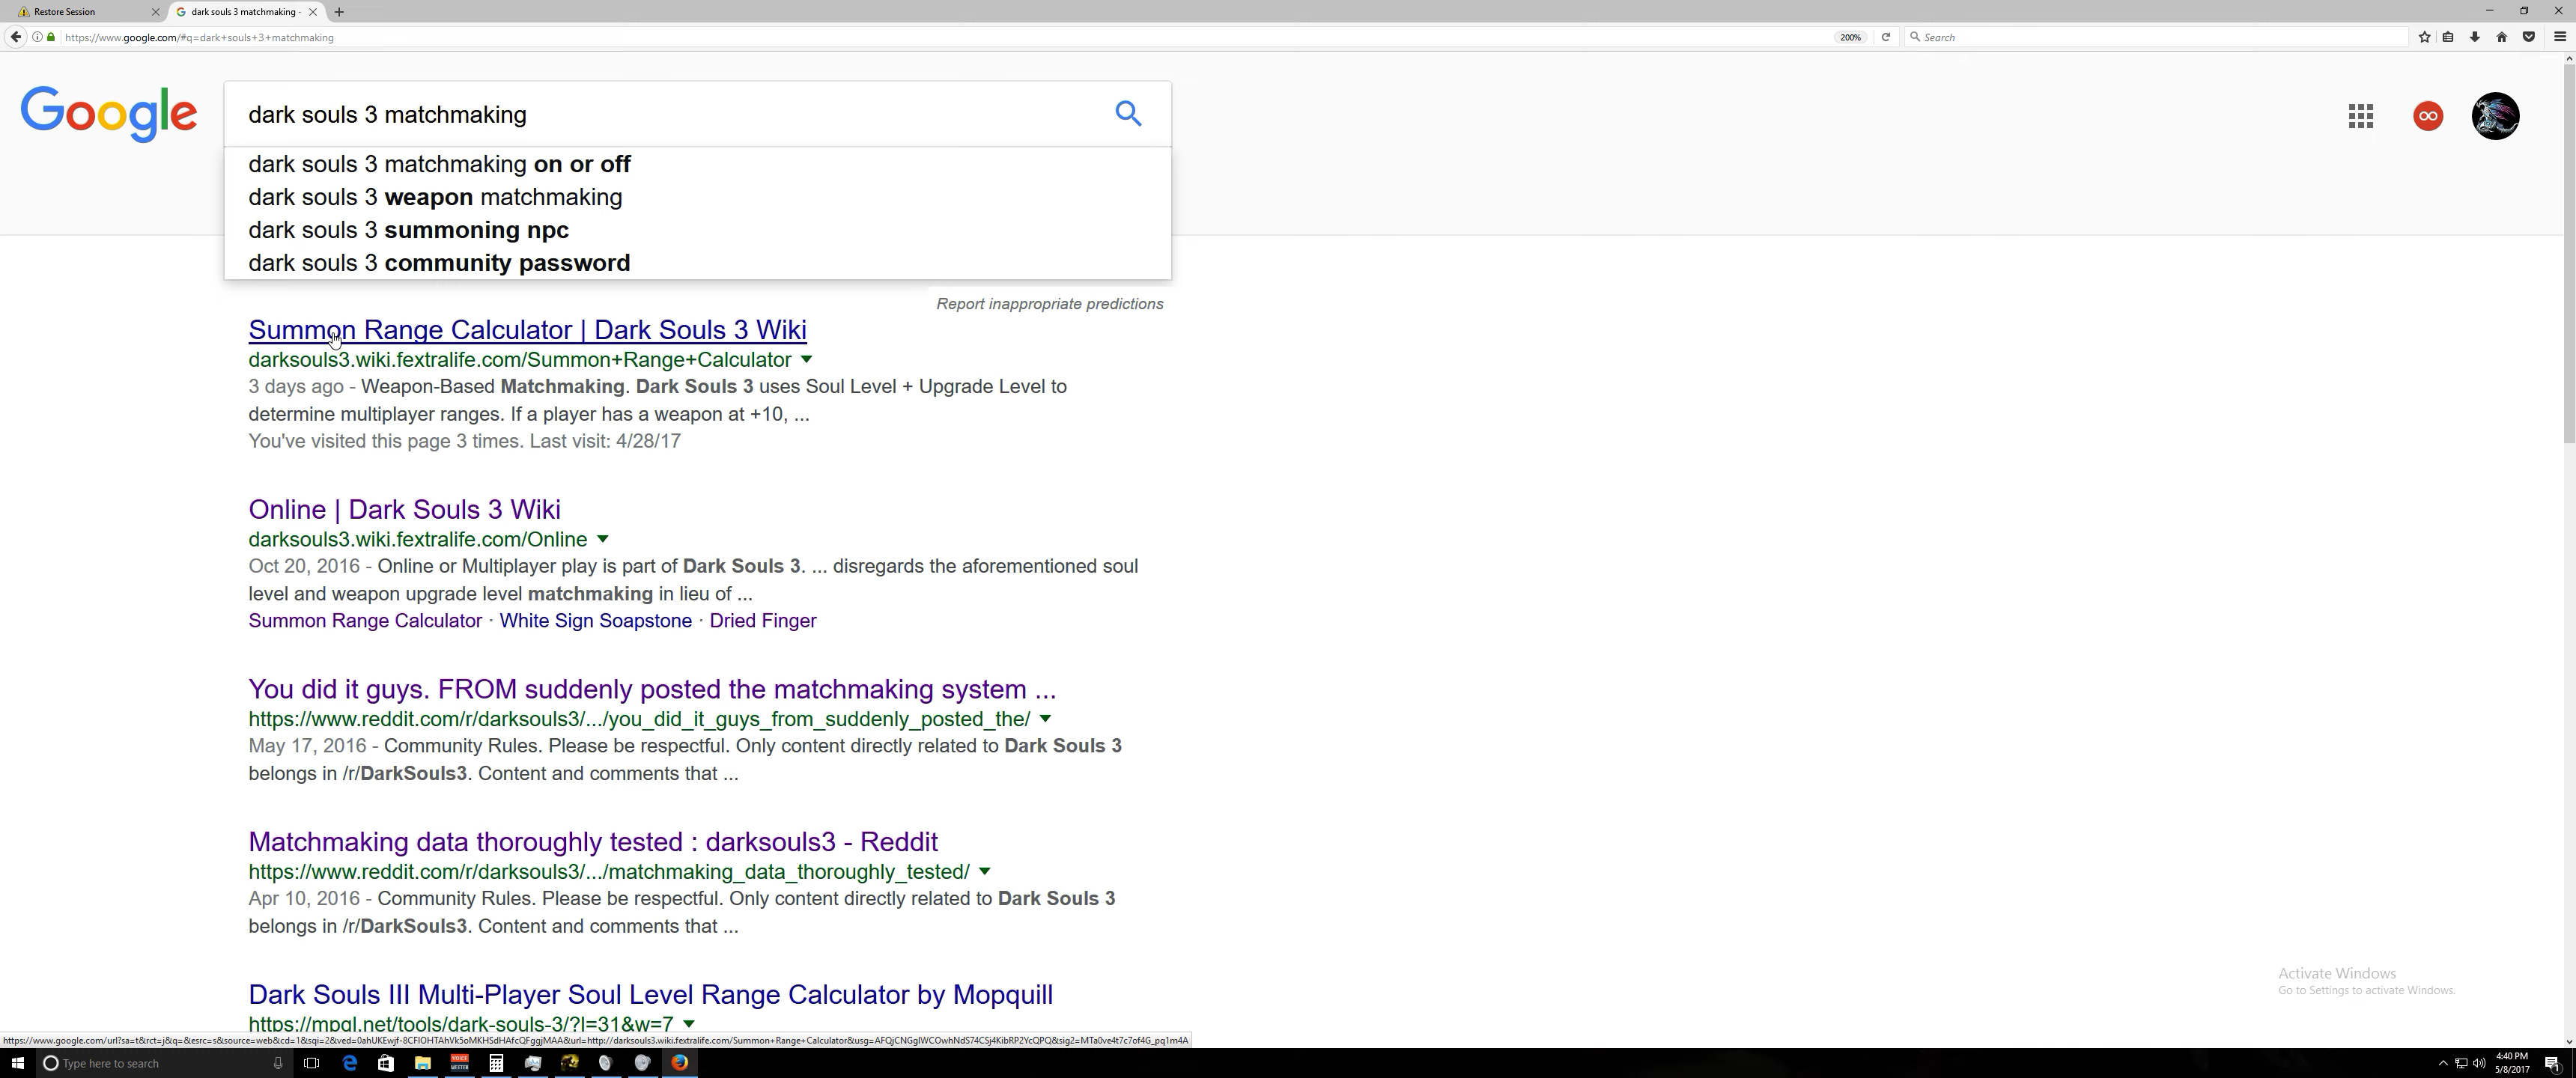 Restore Session
dark souls 3 matchmaking -
https://www.google.com/#q=dark+souls+3+matchmaking
200%
Search
Google
dark souls 3 matchmaking
dark souls 3 matchmaking on or off
dark souls 3 weapon matchmaking
dark souls 3 summoning npc
dark souls 3 community password
Report inappropriate predictions
Summon Range Calculator | Dark Souls 3 Wiki
darksouls3.wiki.fextralife.com/Summon+Range+Calculator
3 days ago - Weapon-Based Matchmaking. Dark Souls 3 uses Soul Level + Upgrade Level to
determine multiplayer ranges. If a player has a weapon at +10, ...
You've visited this page 3 times. Last visit: 4/28/17
Online | Dark Souls 3 Wiki
darksouls3.wiki.fextralife.com/Online
Oct 20, 2016 - Online or Multiplayer play is part of Dark Souls 3. ... disregards the aforementioned soul
level and weapon upgrade level matchmaking in lieu of ...
Summon Range Calculator · White Sign Soapstone · Dried Finger
You did it guys. FROM suddenly posted the matchmaking system ...
https://www.reddit.com/r/darksouls3/.../you_did_it_guys_from_suddenly_posted_the/
May 17, 2016 - Community Rules. Please be respectful. Only content directly related to Dark Souls 3
belongs in /r/DarkSouls3. Content and comments that ...
Matchmaking data thoroughly tested : darksouls3 - Reddit
https://www.reddit.com/r/darksouls3/.../matchmaking_data_thoroughly_tested/
Apr 10, 2016 - Community Rules. Please be respectful. Only content directly related to Dark Souls 3
belongs in /r/DarkSouls3. Content and comments that ...
Dark Souls III Multi-Player Soul Level Range Calculator by Mopquill
https://mpql.net/tools/dark-souls-3/?l=31&w=7
Activate Windows
Go to Settings to activate Windows.
Type here to search
4:40 PM
5/8/2017